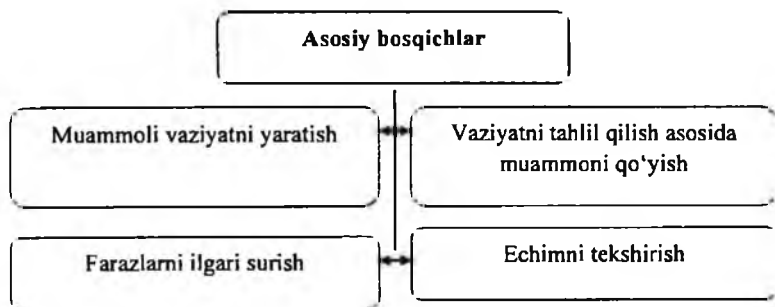 Asosiy bosqichlar
Muammoli vaziyatni yaratish
Vaziyatni tahlil qilish asosida
muammoni qo‘yish
Farazlarni ilgari surish
Echimni tekshirish